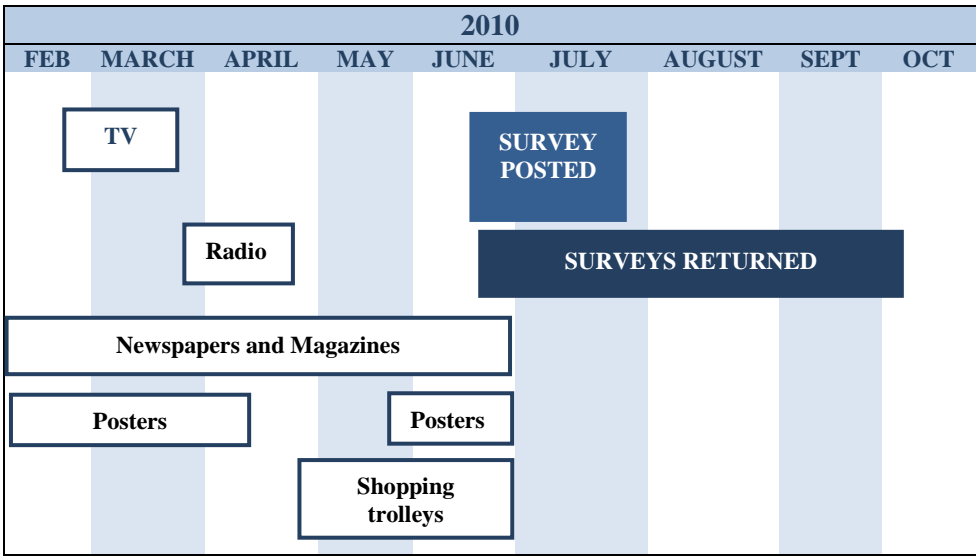 2010
FEB MARCH APRIL MAY JUNE JULY AUGUST SEPT OCT
TV
SURVEY
POSTED
Radio
SURVEYS RETURNED
Newspapers and Magazines
Posters
Posters
Shopping
trolleys